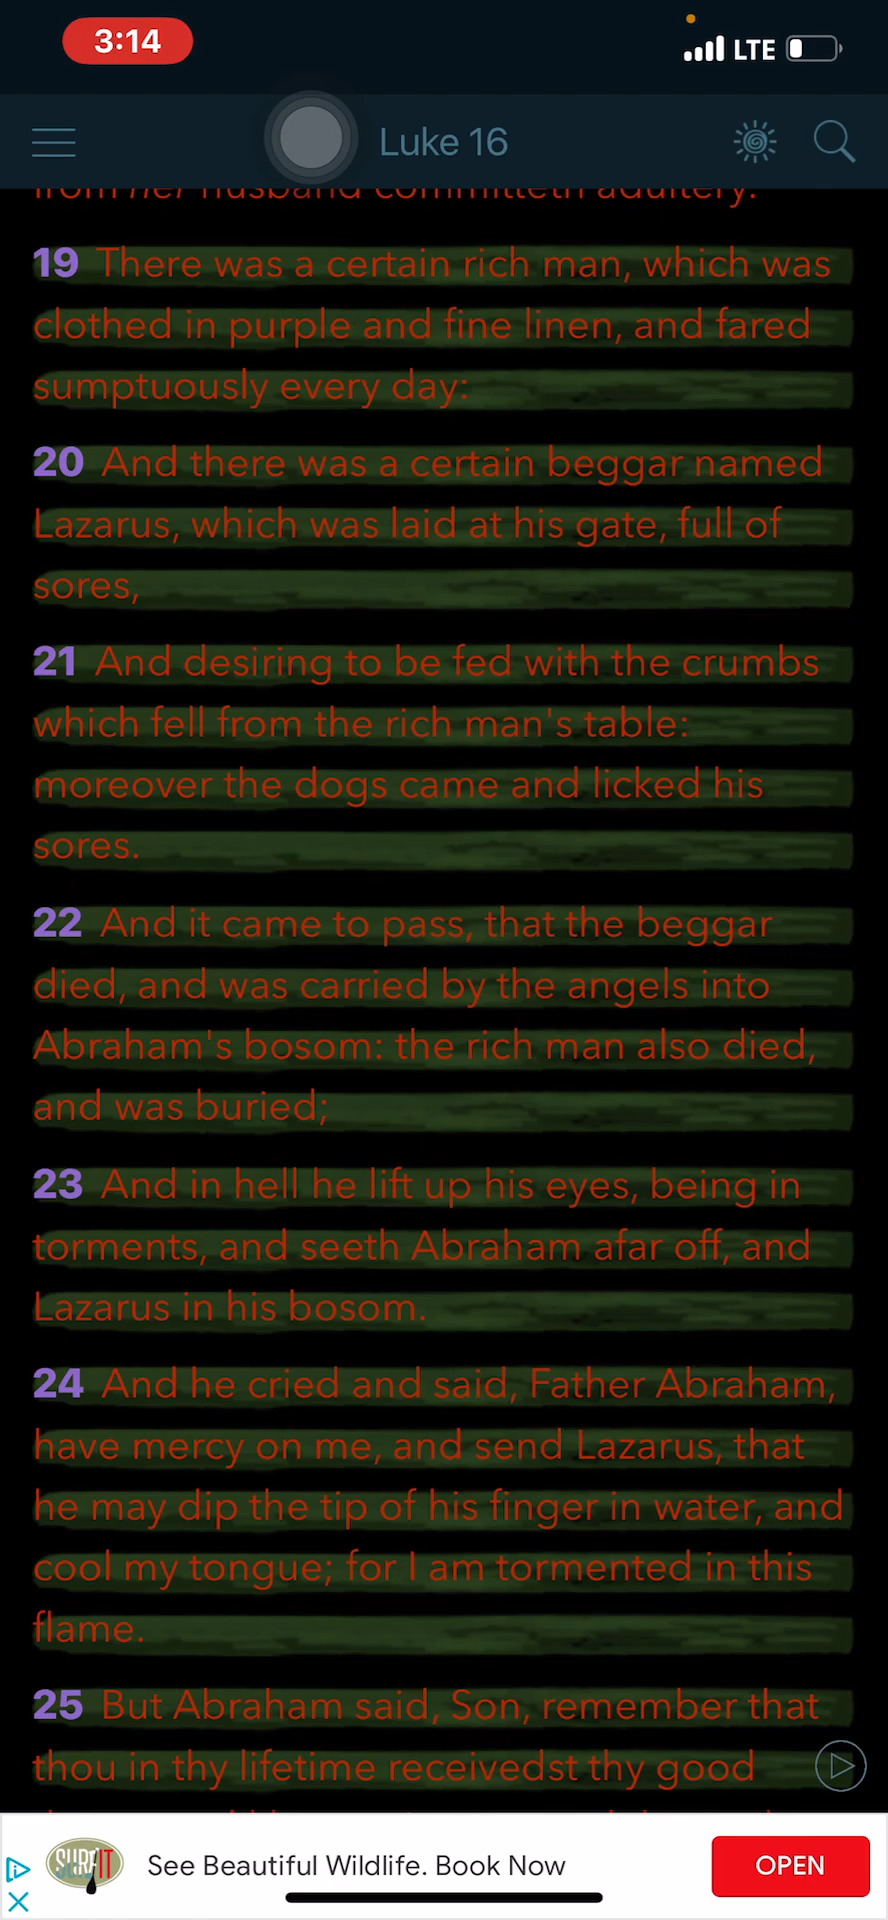 3:14
LTE
Luke 16
from her husband committeth adultery.
19 There was a certain rich man, which was
clothed in purple and fine linen, and fared
sumptuously every day:
20 And there was a certain beggar named
Lazarus, which was laid at his gate, full of
sores,
21 And desiring to be fed with the crumbs
which fell from the rich man's table:
moreover the dogs came and licked his
sores.
22 And it came to pass, that the beggar
died, and was carried by the angels into
Abraham's bosom: the rich man also died,
and was buried;
23 And in hell he lift up his eyes, being in
torments, and seeth Abraham afar off, and
Lazarus in his bosom.
24 And he cried and said, Father Abraham,
have mercy on me, and send Lazarus, that
he may dip the tip of his finger in water, and
cool my tongue; for I am tormented in this
flame.
25 But Abraham said, Son, remember that
thou in thy lifetime receivedst thy good
SURFIT
See Beautiful Wildlife. Book Now
OPEN